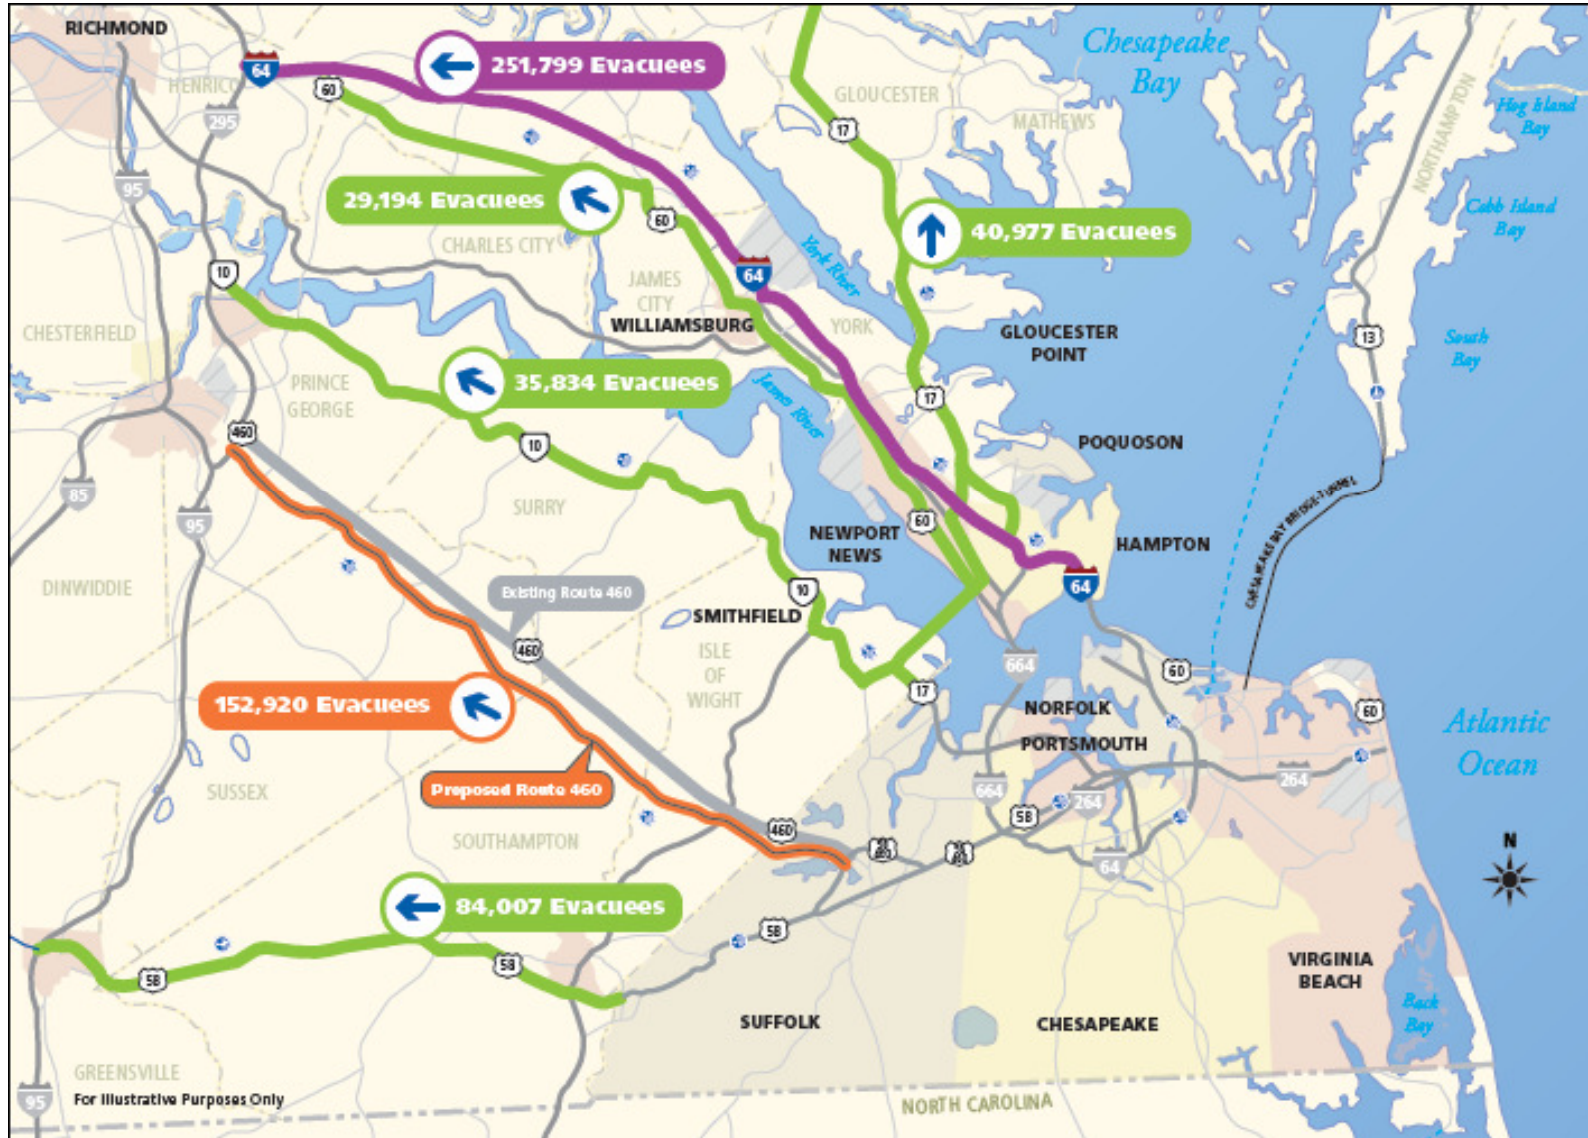 RICHMOND
Chesapeake
Bay
64
251,799 Evacuees
HENRICO
60
GLOUCESTER
17
MATHEWS
NORTHAMPTON
Hog Island
Bay
295
95
29,194 Evacuees
60
40,977 Evacuees
Cobb Island
Bay
CHARLES CITY
York River
10
JAMES
CITY
64
WILLIAMSBURG
YORK
GLOUCESTER
POINT
13
South
Bay
CHESTERFIELD
PRINCE
GEORGE
35,834 Evacuees
James River
17
460
10
POQUOSON
85
95
SURRY
60
NEWPORT
NEWS
HAMPTON
CHESAPEAKE BAY BRIDGE-TUNNEL
DINWIDDIE
Existing Route 460
10
64
SMITHFIELD
460
ISLE
OF
WIGHT
664
60
17
152,920 Evacuees
NORFOLK
60
PORTSMOUTH
Atlantic
Ocean
Proposed Route 460
664
264
264
SUSSEX
58
460
SOUTHAMPTON
64
N
84,007 Evacuees
58
58
58
VIRGINIA
BEACH
SUFFOLK
CHESAPEAKE
Back
Bay
GREENSVILLE
95
For Illustrative Purposes Only
NORTH CAROLINA